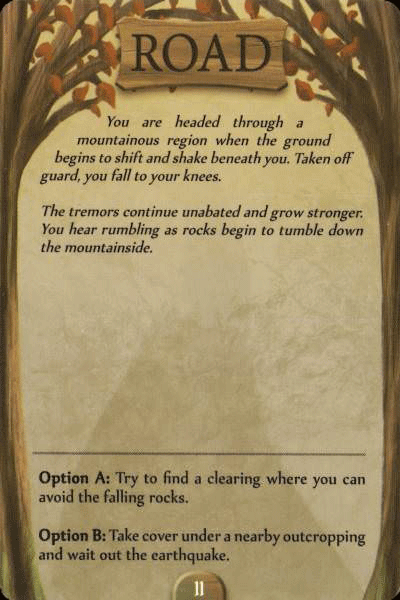 ROAD
You are headed through a
mountainous region when the ground
begins to shift and shake beneath you. Taken off
guard, you fall to your knees.
The tremors continue unabated and grow stronger.
You hear rumbling as rocks begin to tumble down
the mountainside.
Option A: Try to find a clearing where you can
avoid the falling rocks.
Option B: Take cover under a nearby outcropping
and wait out the earthquake.
11